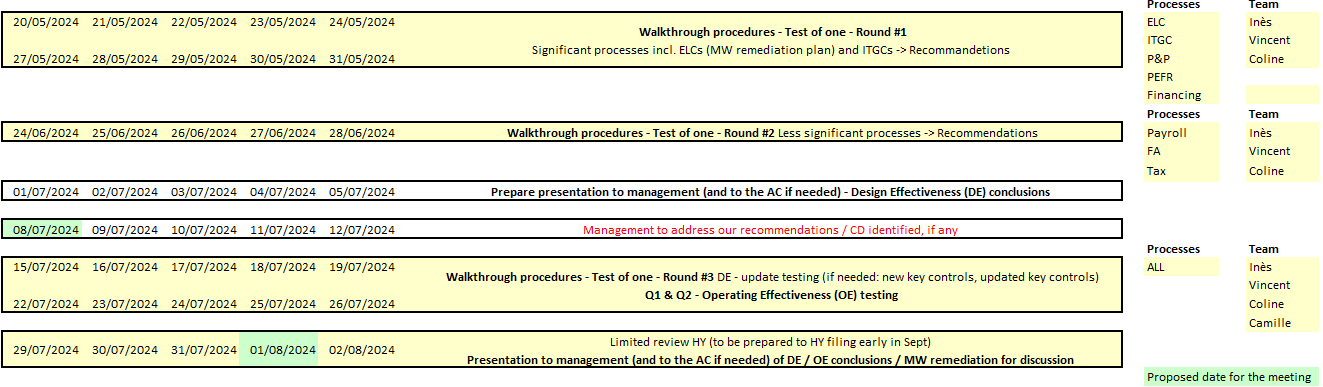 Processes Team
20/05/2024 21/05/2024 22/05/2024 23/05/2024 24/05/2024 Walkthrough procedures - Test of one - Round #1 ELC Inès
Significant processes incl. ELCs (MW remediation plan) and ITGCs -> Recommandetions ITGC Vincent
27/05/2024 28/05/2024 29/05/2024 30/05/2024 31/05/2024 P&P Coline
PEFR
Financing
Processes Team
24/06/2024 25/06/2024 26/06/2024 27/06/2024 28/06/2024 Walkthrough procedures - Test of one - Round #2 Less significant processes -> Recommendations Payroll Inès
FA Vincent
Tax Coline
01/07/2024 02/07/2024 03/07/2024 04/07/2024 05/07/2024 Prepare presentation to management (and to the AC if needed) - Design Effectiveness (DE) conclusions
08/07/2024 09/07/2024 10/07/2024 11/07/2024 12/07/2024 Management to address our recommendations / CD identified, if any
Processes Team
15/07/2024 16/07/2024 17/07/2024 18/07/2024 19/07/2024 Walkthrough procedures - Test of one - Round #3 DE - update testing (if needed: new key controls, updated key controls) ALL Inès
Vincent
22/07/2024 23/07/2024 24/07/2024 25/07/2024 26/07/2024 Q1 & Q2 - Operating Effectiveness (OE) testing Coline
Camille
29/07/2024 30/07/2024 31/07/2024 01/08/2024 02/08/2024 Limited review HY (to be prepared to HY filing early in Sept)
Presentation to management (and to the AC if needed) of DE / OE conclusions / MW remediation for discussion
Proposed date for the meeting